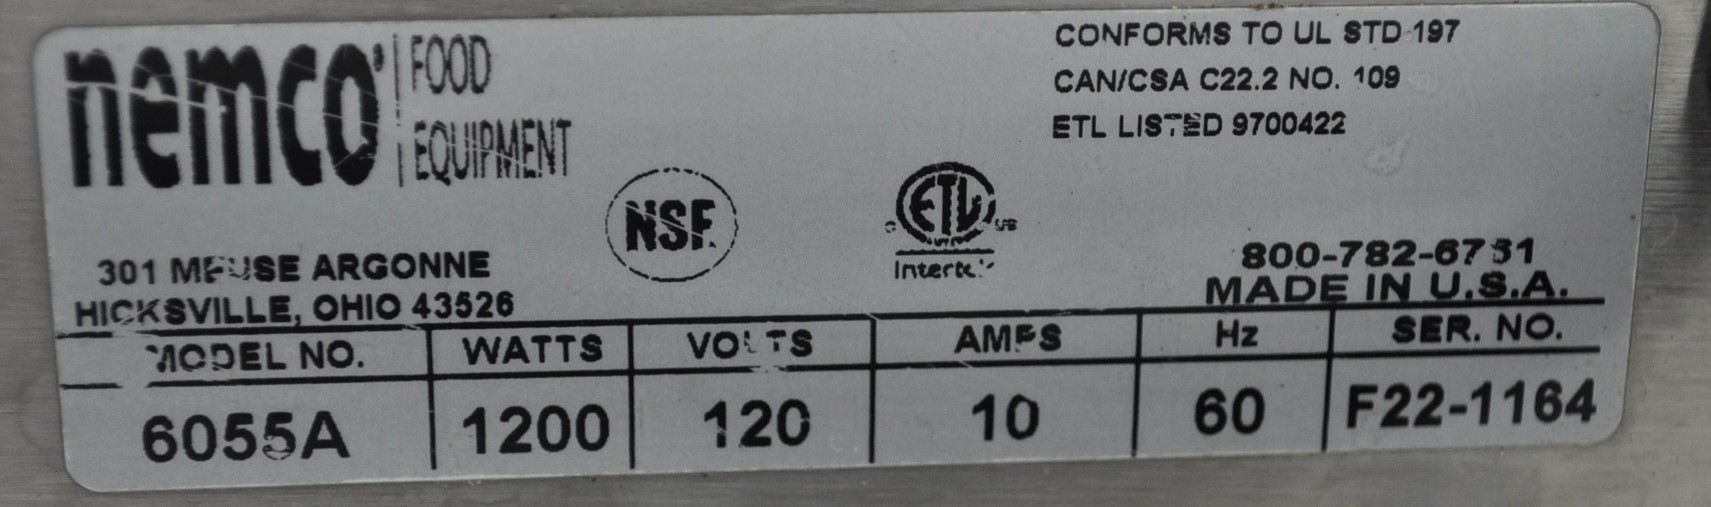 nemco FOOD
EQUIPMENT
CONFORMS TO UL STD 197
CAN/CSA C22.2 NO. 109
ETL LISTED 9700422
NSF.
ETL
Intertek
301 MEUSE ARGONNE
HICKSVILLE, OHIO 43526
800-782-6731
MADE IN U.S.A.
MODEL NO. WATTS VOLTS AMPS Hz SER. NO.
6055A 1200 120 10 60 F22-1164